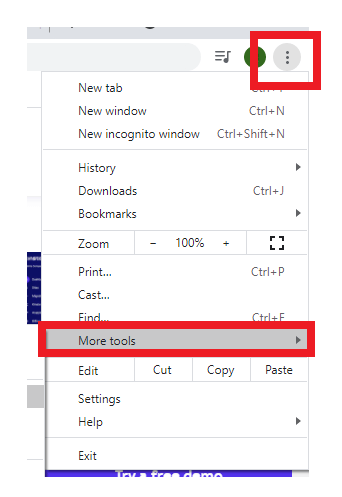 New tab Ctrl+T
New window Ctrl+N
New incognito window Ctrl+Shift+N
History
Downloads Ctrl+J
Bookmarks
Zoom − 100% +
Print... Ctrl+P
Cast...
Find... Ctrl+F
More tools
Edit Cut Copy Paste
Settings
Help
Exit
Try a free demo